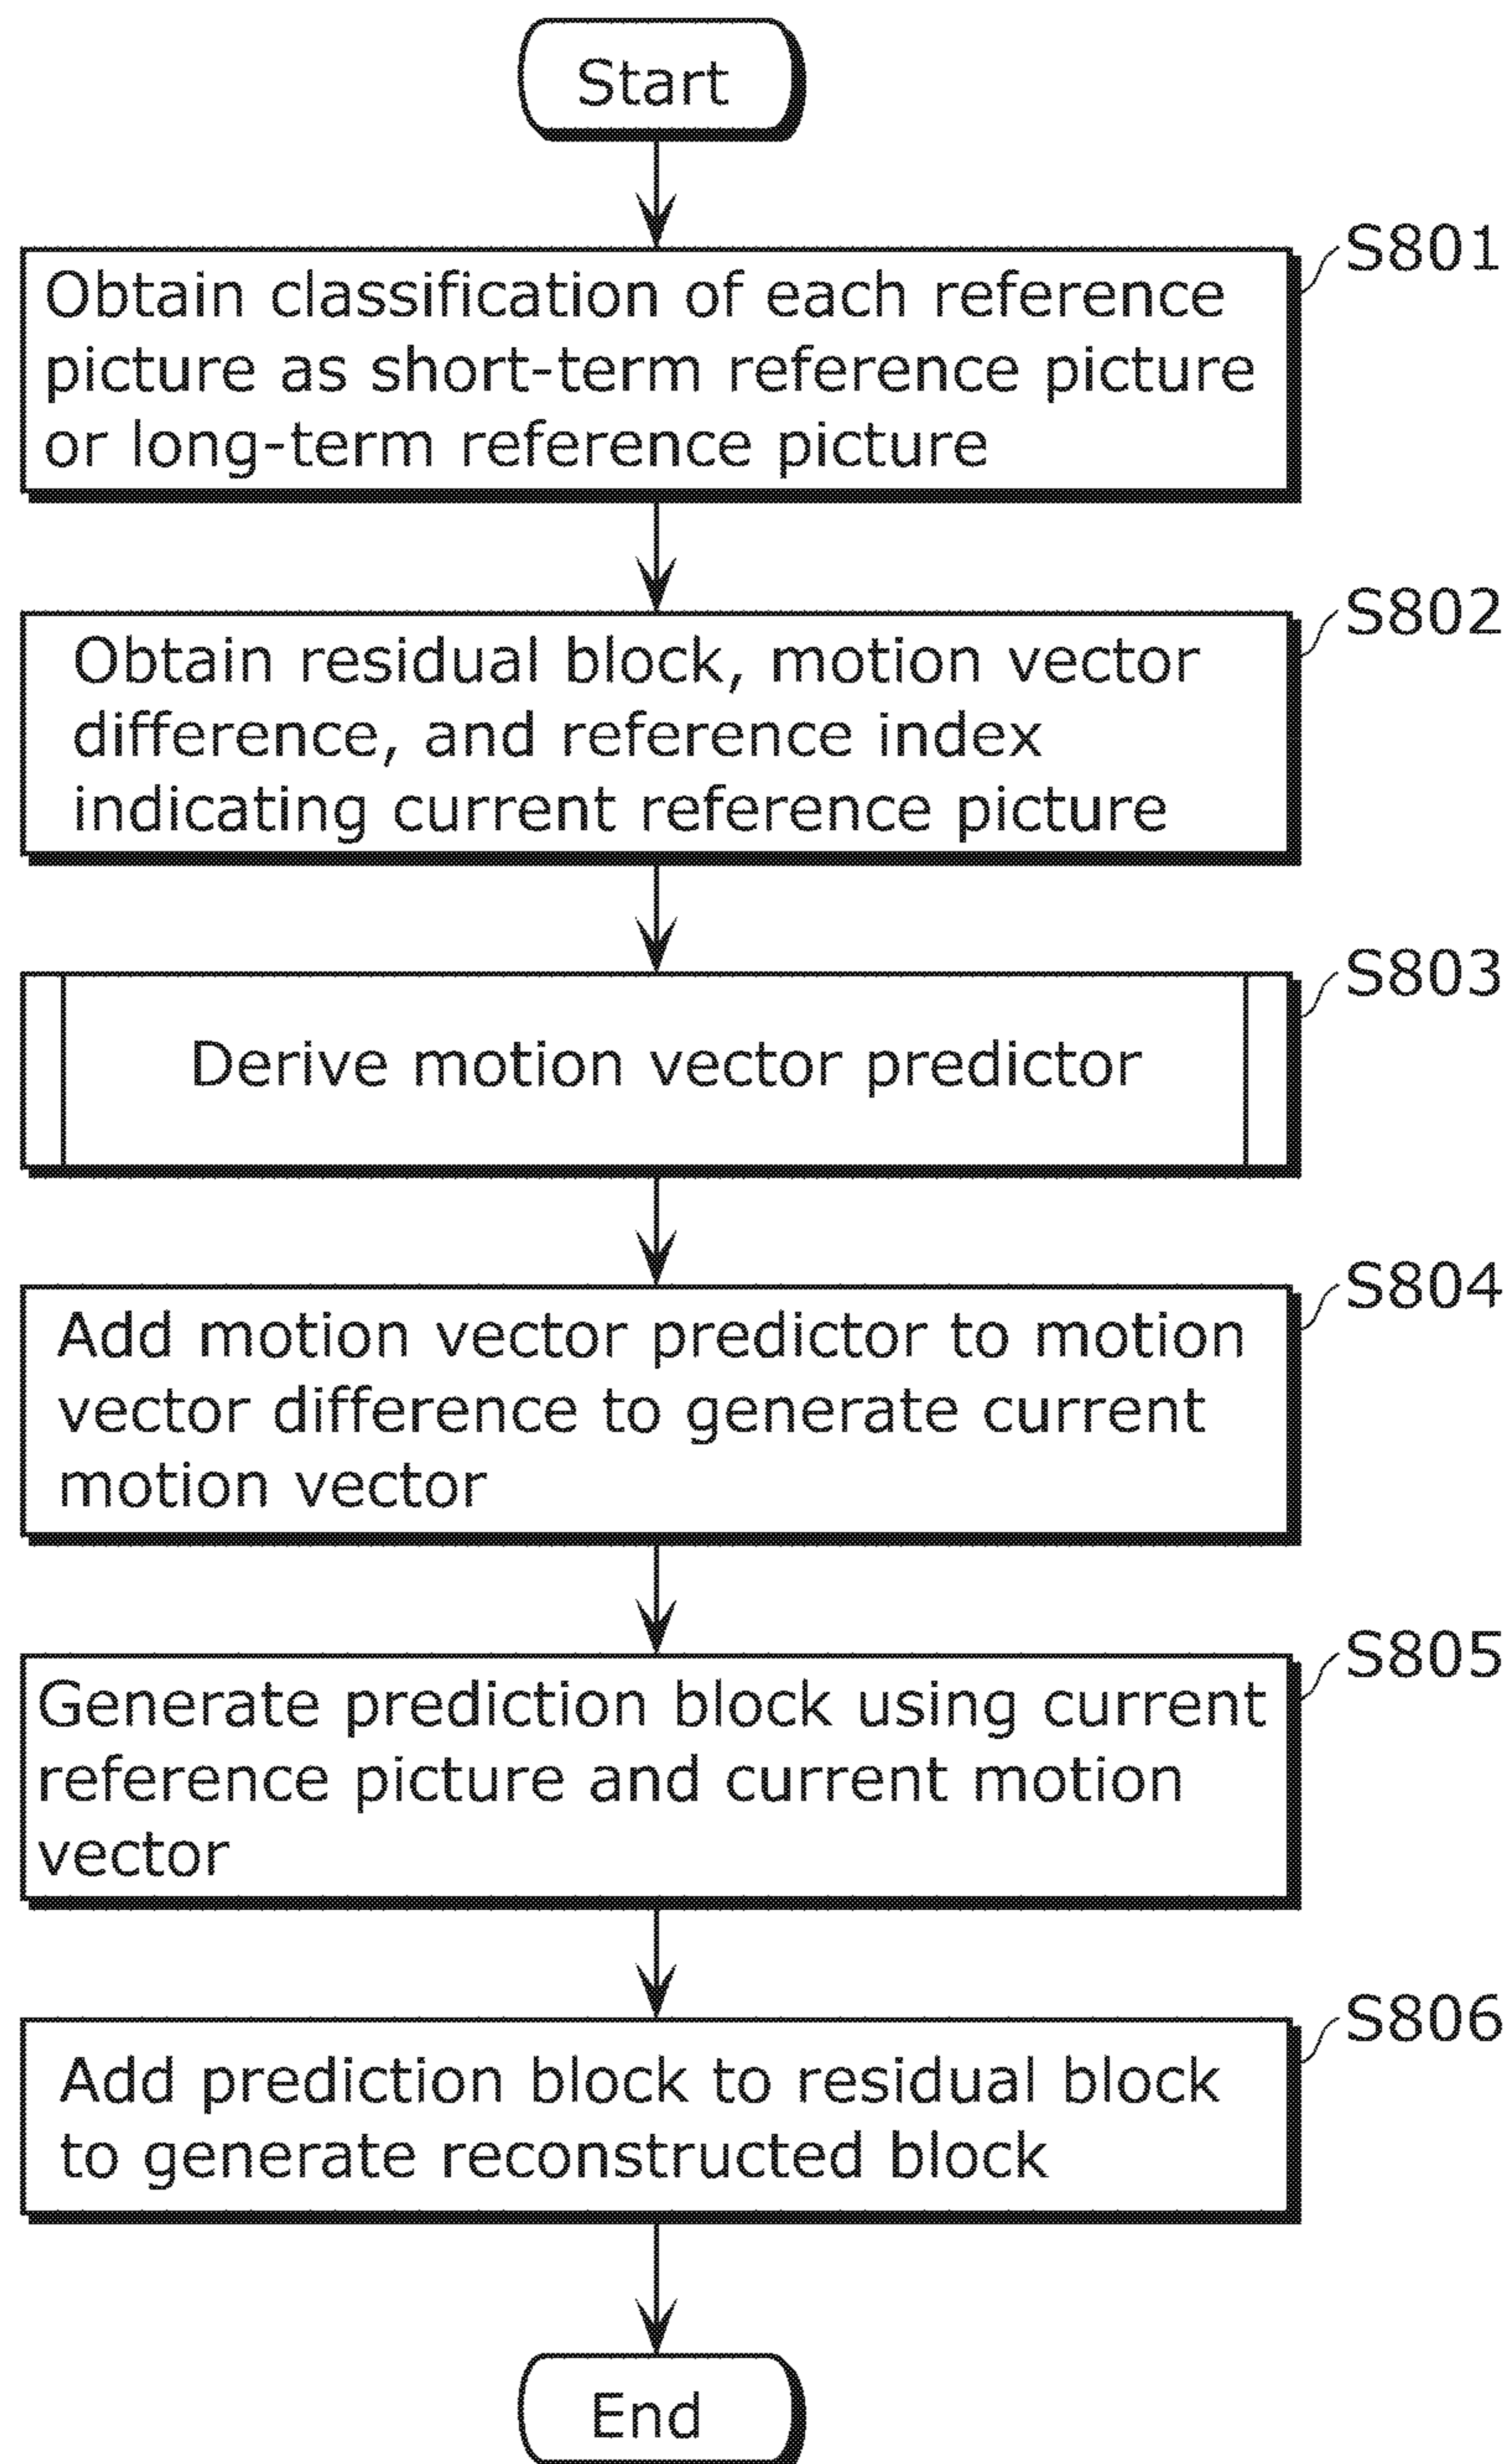 Start
S801
Obtain classification of each reference
picture as short-term reference picture
or long-term reference picture
S802
Obtain residual block, motion vector
difference, and reference index
indicating current reference picture
S803
Derive motion vector predictor
S804
Add motion vector predictor to motion
vector difference to generate current
motion vector
S805
Generate prediction block using current
reference picture and current motion
vector
S806
Add prediction block to residual block
to generate reconstructed block
End